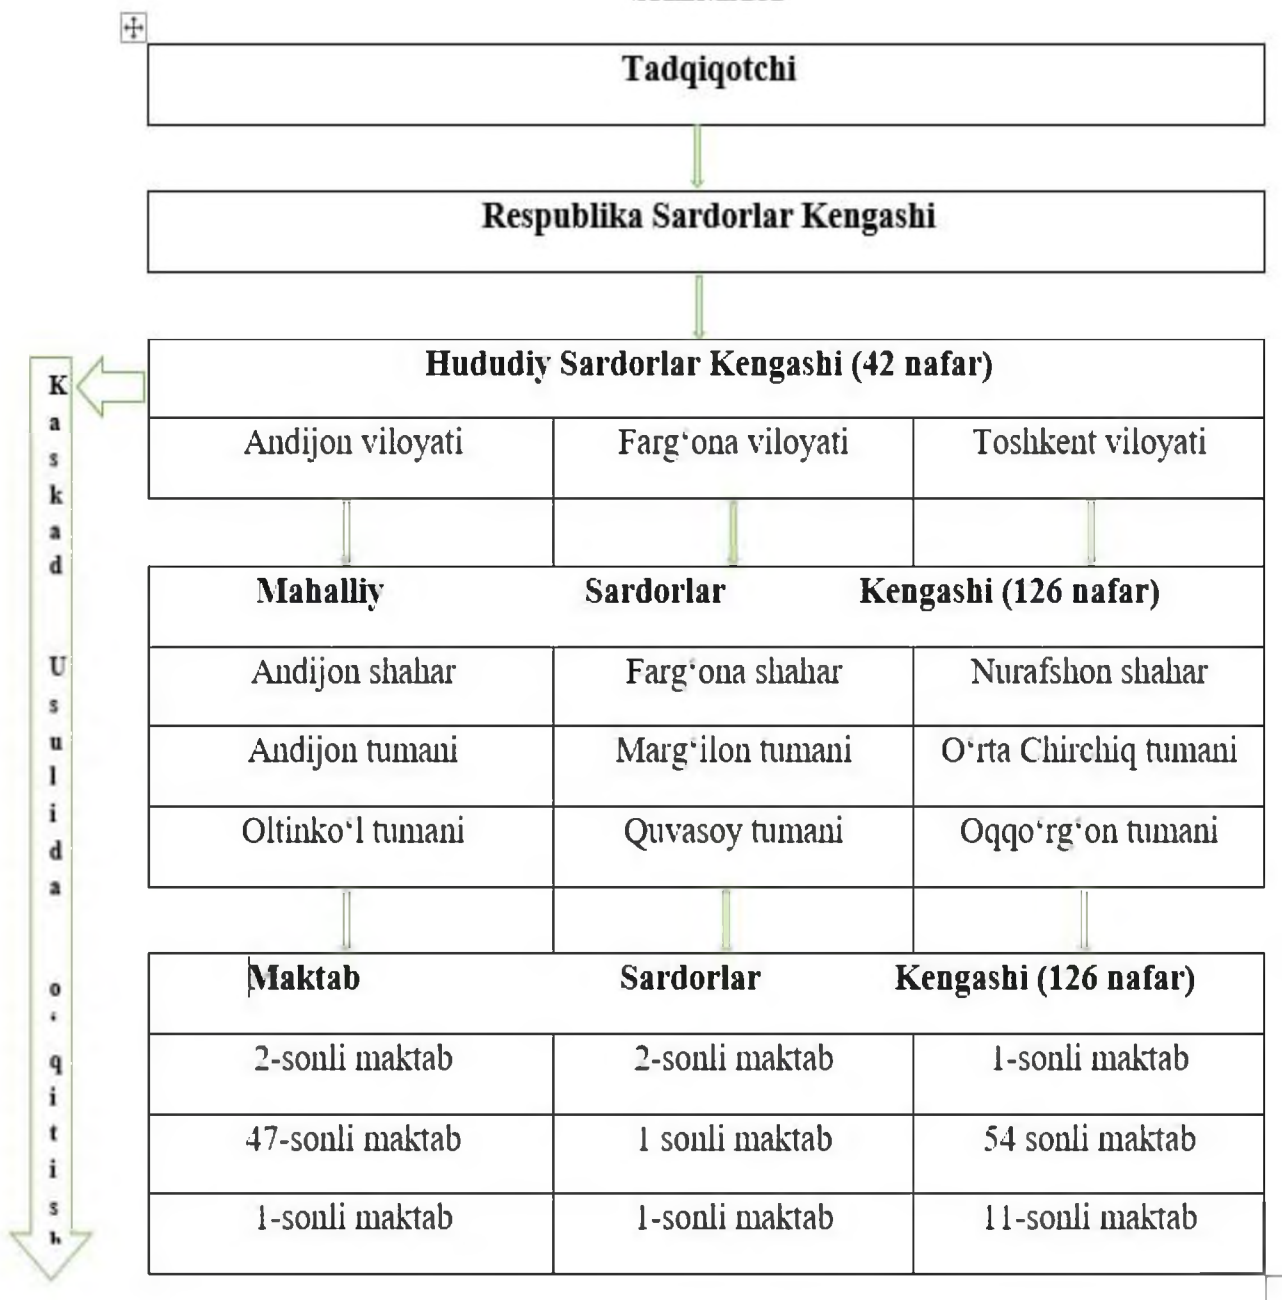 Tadqiqotchi
Respublika Sardorlar Kengashi
Hududiy Sardorlar Kengashi (42 nafar)
Andijon viloyati Farg‘ona viloyati Toshkent viloyati
Mahalliy Sardorlar Kengashi (126 nafar)
Andijon shahar Farg‘ona shahar Nurafshon shahar
Andijon tumani Marg‘ilon tumani O‘rta Chirchiq tumani
Oltinko‘l tumani Quvasoy tumani Oqqo‘rg‘on tumani
Maktab Sardorlar Kengashi (126 nafar)
2-sonli maktab 2-sonli maktab 1-sonli maktab
47-sonli maktab 1 sonli maktab 54 sonli maktab
1-sonli maktab 1-sonli maktab 11-sonli maktab
Kaskad Usulida o‘qitish